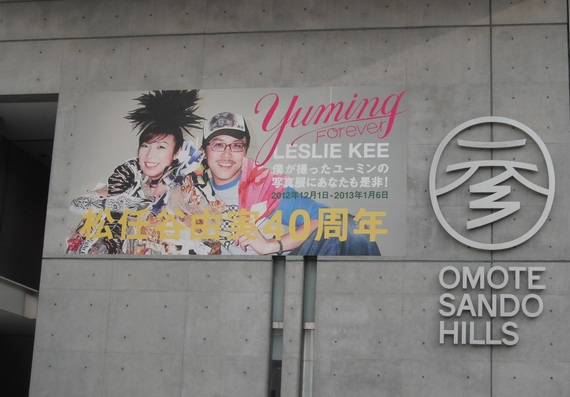 Yuming
Forever
LESLIE KEE
僕が撮ったユーミンの
写真展にあなたも是非!
2012年12月1日-2013年1月6日
松任谷由実40周年
OMOTE
SANDO
HILLS